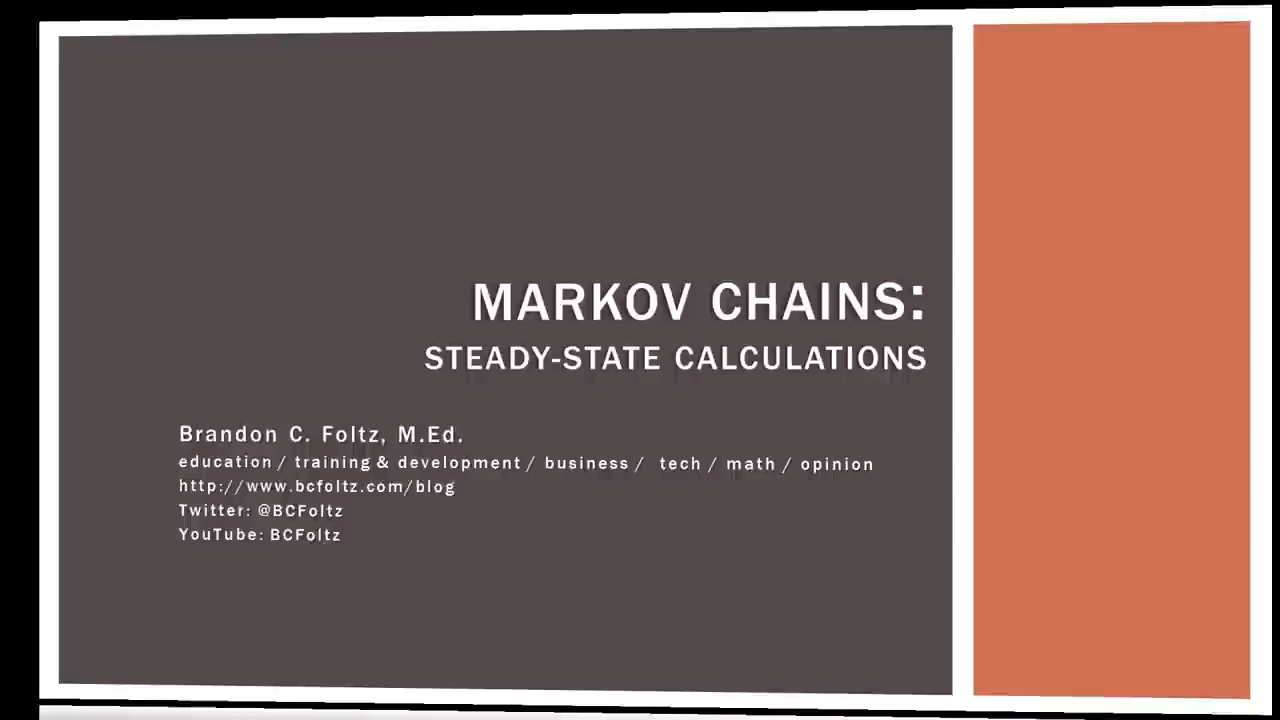 MARKOV CHAINS:
STEADY-STATE CALCULATIONS
Brandon C. Foltz, M.Ed.
education / training & development / business / tech / math / opinion
http://www.bcfoltz.com/blog
Twitter: @BCFoltz
YouTube: BCFoltz